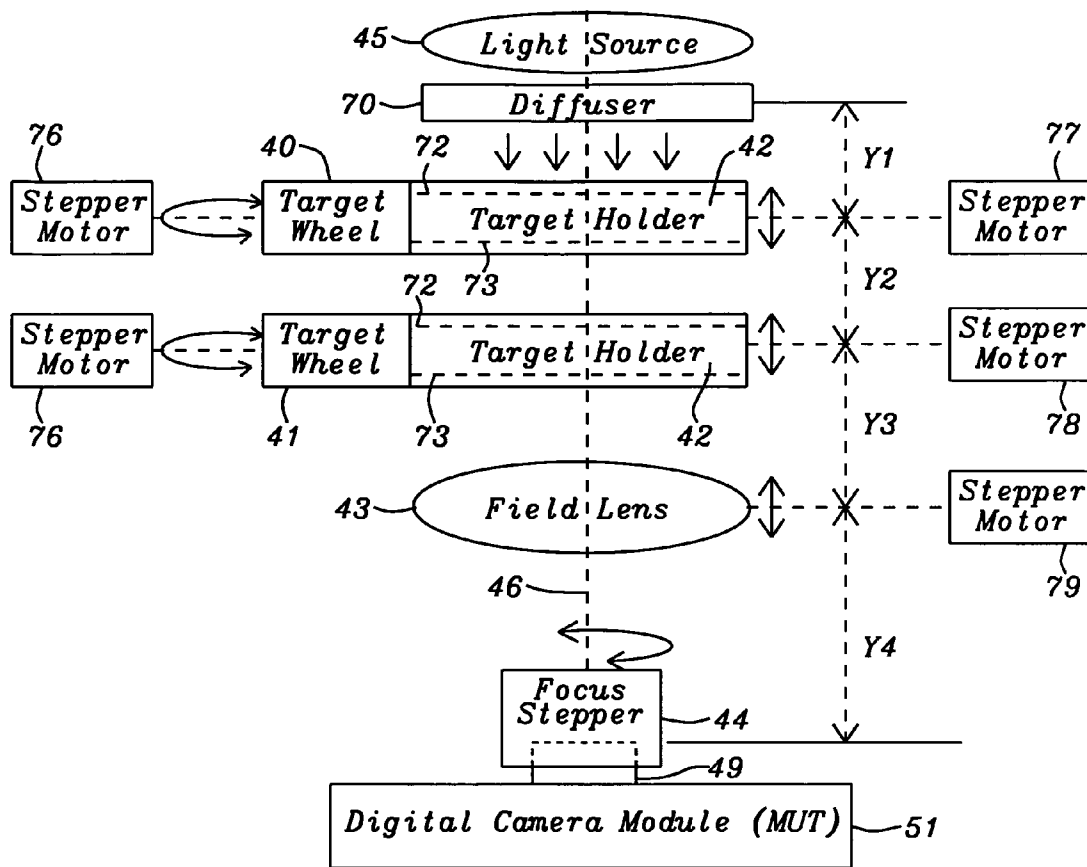 45
Light Source
70
Diffuser
76
40
72
42
77
Y1
Stepper
Motor
Target
Wheel
Target Holder
Stepper
Motor
73
Y2
72
Stepper
Motor
Target
Wheel
Target Holder
Stepper
Motor
76
41
73
42
78
Y3
43
Field Lens
Stepper
Motor
79
46
Y4
Focus
Stepper
44
49
Digital Camera Module (MUT)
51